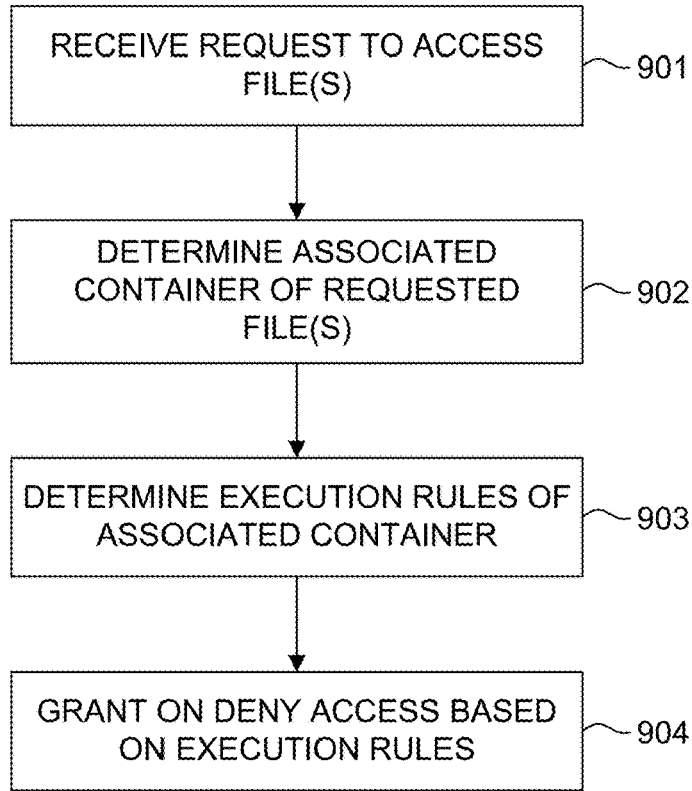 RECEIVE REQUEST TO ACCESS
FILE(S)
901
DETERMINE ASSOCIATED
CONTAINER OF REQUESTED
FILE(S)
902
DETERMINE EXECUTION RULES OF
ASSOCIATED CONTAINER
903
GRANT ON DENY ACCESS BASED
ON EXECUTION RULES
904